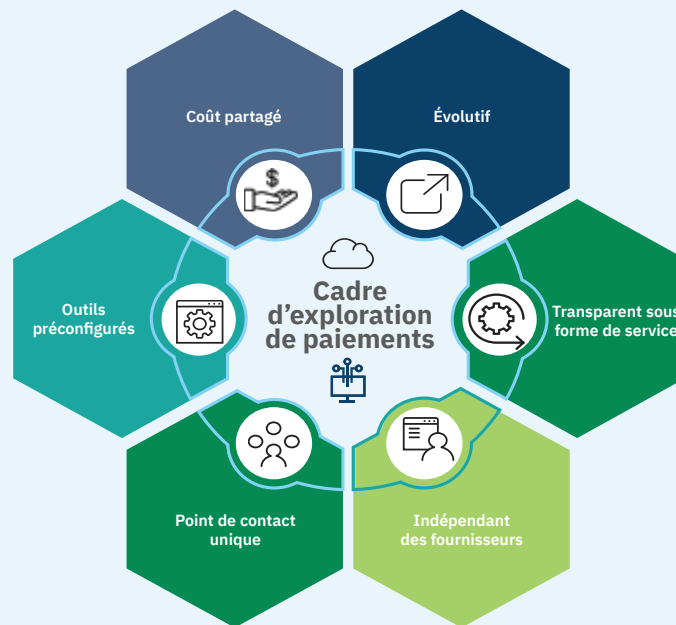 Coût partagé
Évolutif
Outils
préconfigurés
Cadre
d’exploration
de paiements
Transparent sous
forme de service
Point de contact
unique
Indépendant
des fournisseurs